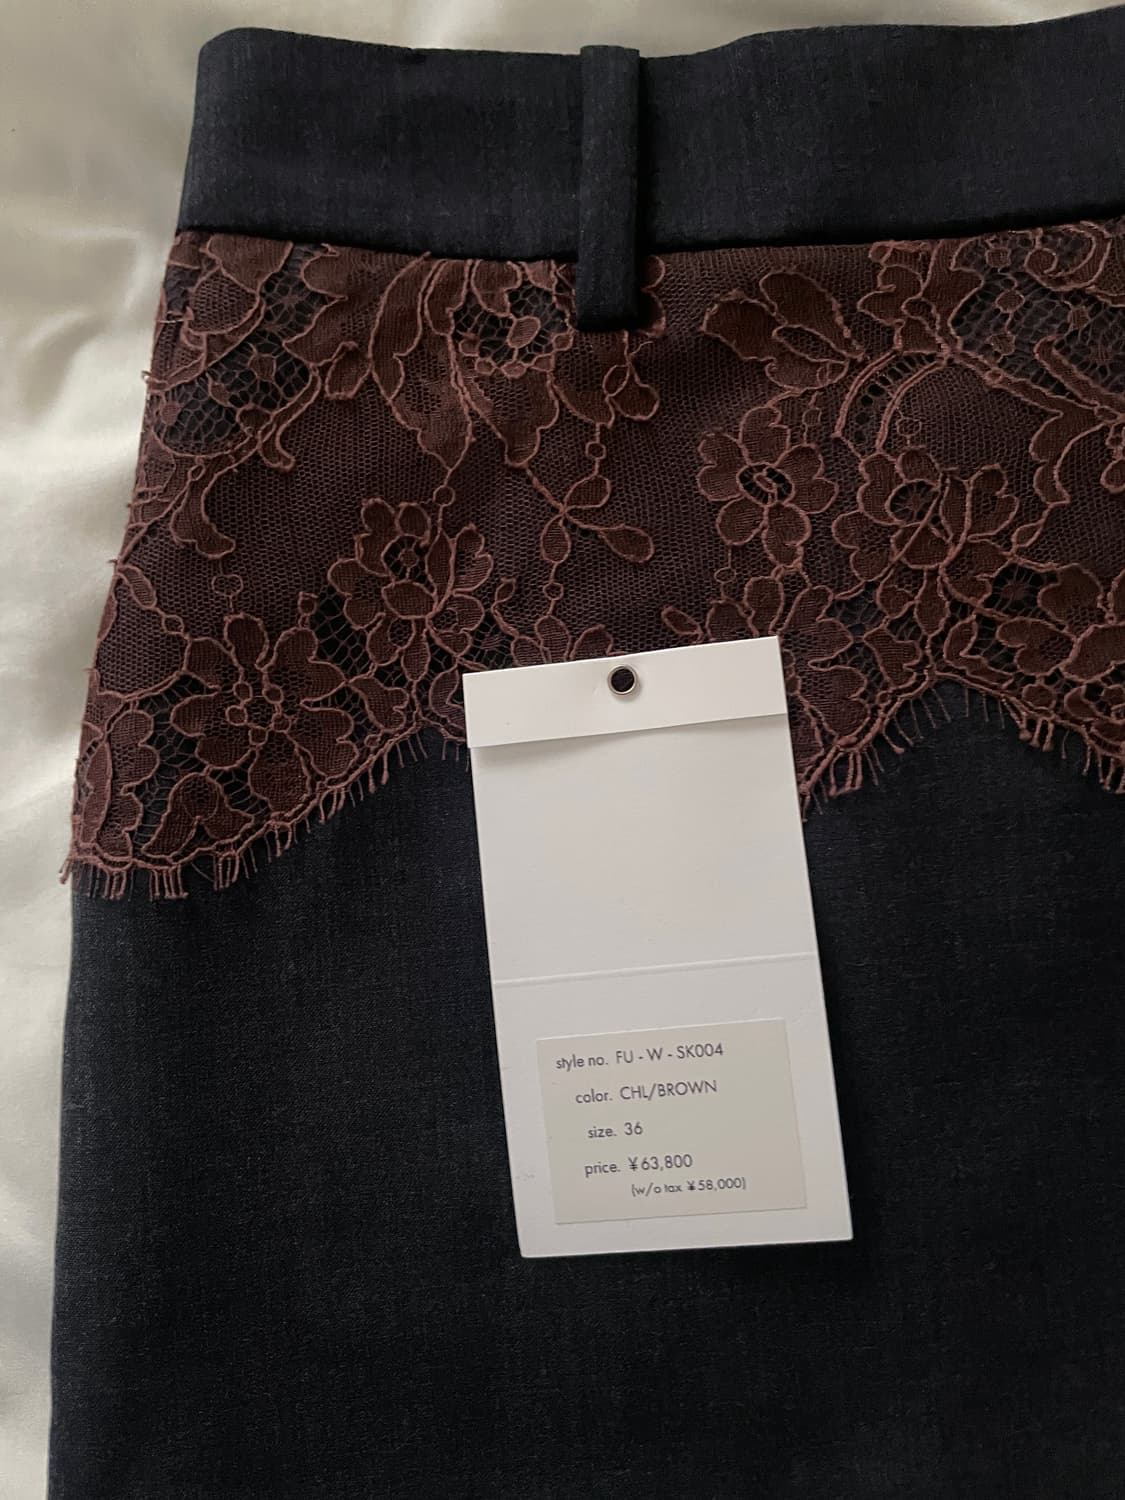 style no. FU - W - SK004
color. CHL/BROWN
size. 36
price. ¥63,800
(w/o tax ¥58,000)